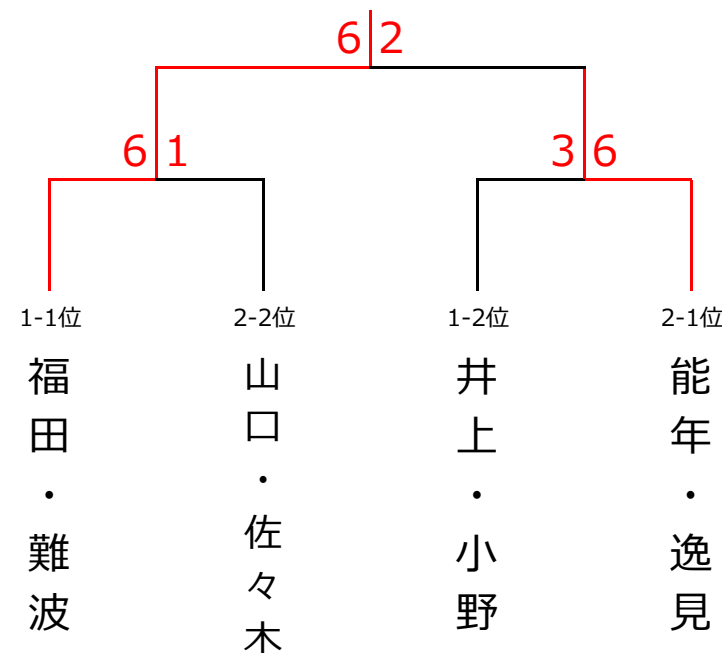 6 2
6 1
3 6
1-1位
2-2位
1-2位
2-1位
福田・難波
山口・佐々木
井上・小野
能年・逸見